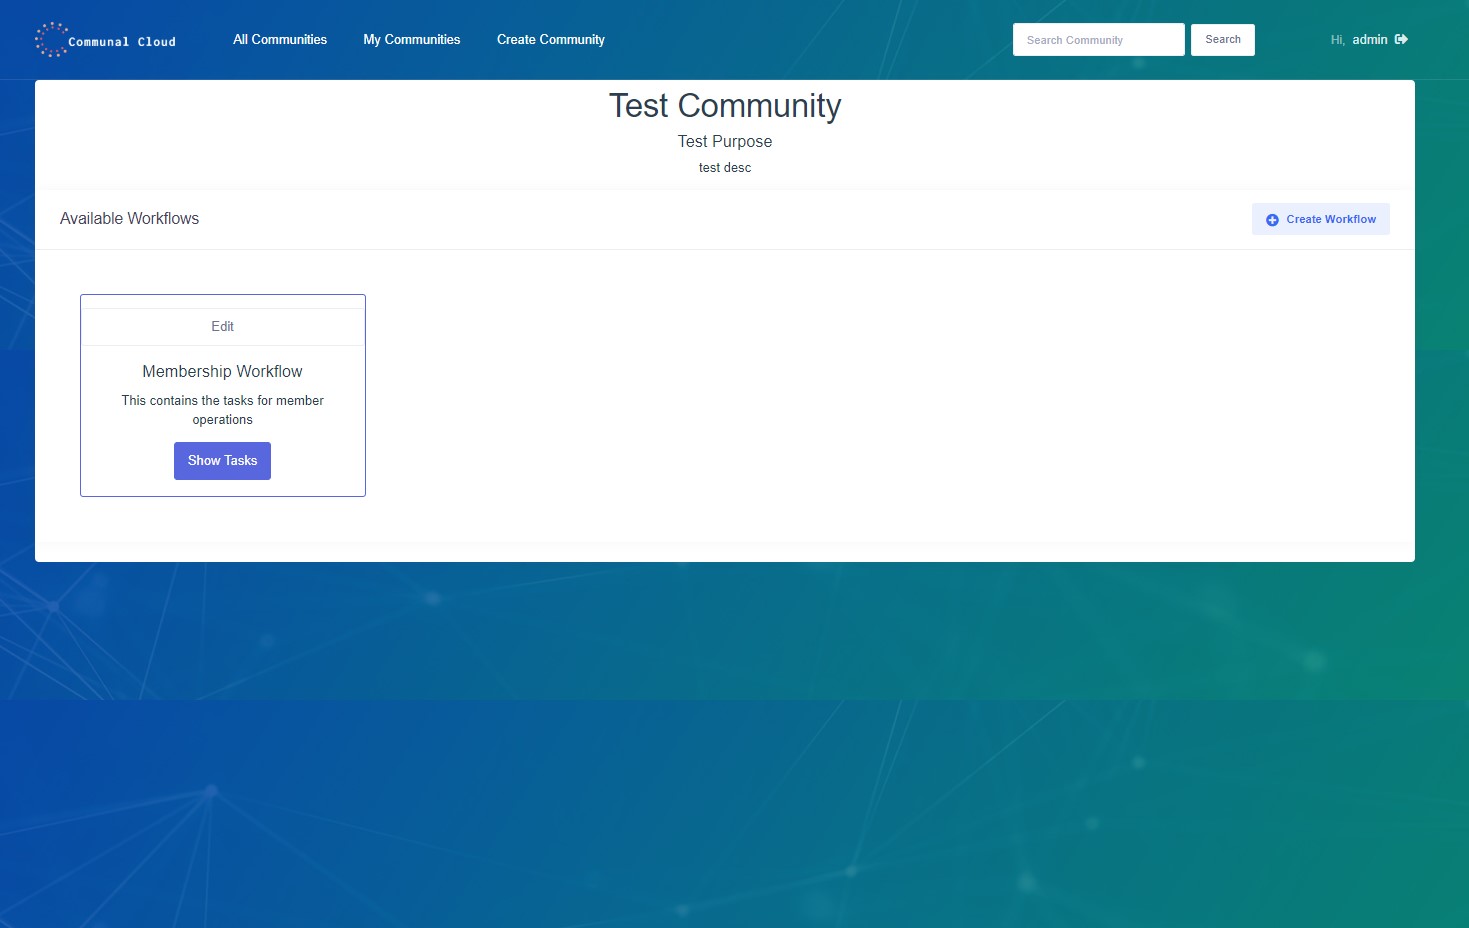 Communal Cloud
All Communities
My Communities
Create Community
Search Community
Search
Hi, admin
Test Community
Test Purpose
test desc
Available Workflows
Create Workflow
Edit
Membership Workflow
This contains the tasks for member
operations
Show Tasks